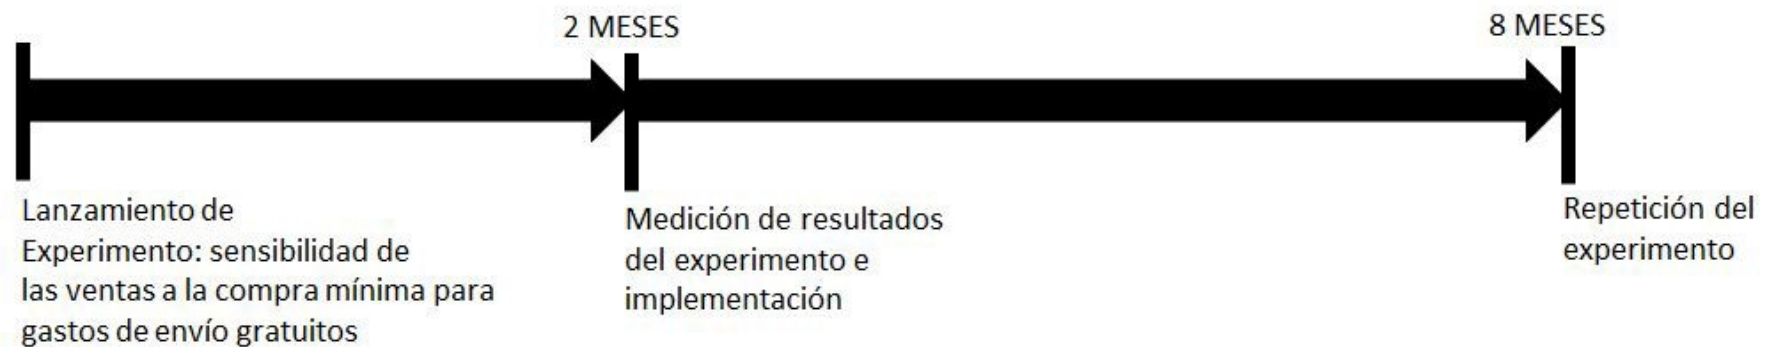 2 MESES
8 MESES
Lanzamiento de
Experimento: sensibilidad de
las ventas a la compra mínima para
gastos de envío gratuitos
Medición de resultados
del experimento e
implementación
Repetición del
experimento